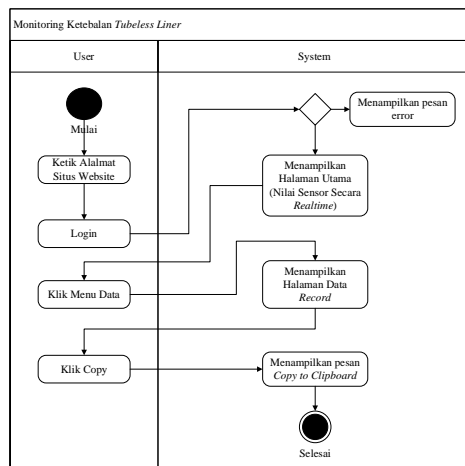 Monitoring Ketebalan Tubeless Liner
User
System
Mulai
Ketik Alalmat
Situs Website
Login
Menampilkan pesan
error
Menampilkan
Halaman Utama
(Nilai Sensor Secara
Realtime)
Klik Menu Data
Menampilkan
Halaman Data
Record
Klik Copy
Menampilkan pesan
Copy to Clipboard
Selesai